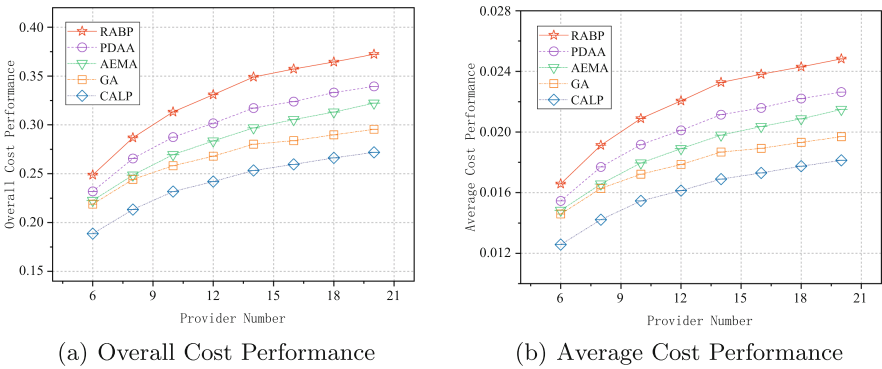 0.40
0.35
0.30
0.25
0.20
0.15
Overall Cost Performance
RABP
PDAA
AEMA
GA
CALP
6 9 12 15 18 21
Provider Number
(a) Overall Cost Performance
0.028
0.024
0.020
0.016
0.012
Average Cost Performance
RABP
PDAA
AEMA
GA
CALP
6 9 12 15 18 21
Provider Number
(b) Average Cost Performance